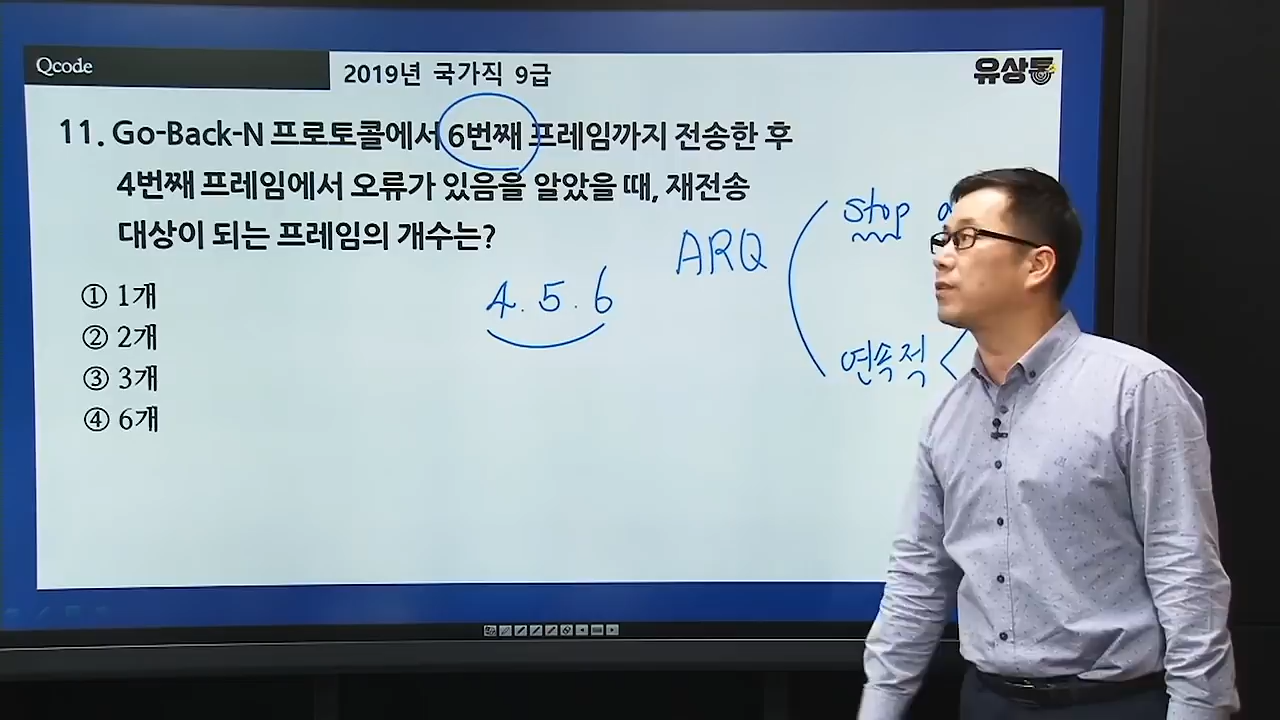 Qcode
2019년 국가직 9급
유상통
11. Go-Back-N 프로토콜에서 6번째 프레임까지 전송한 후
4번째 프레임에서 오류가 있음을 알았을 때, 재전송
대상이 되는 프레임의 개수는?
① 1개
② 2개
③ 3개
④ 6개
4. 5. 6
ARQ
stop
연속적